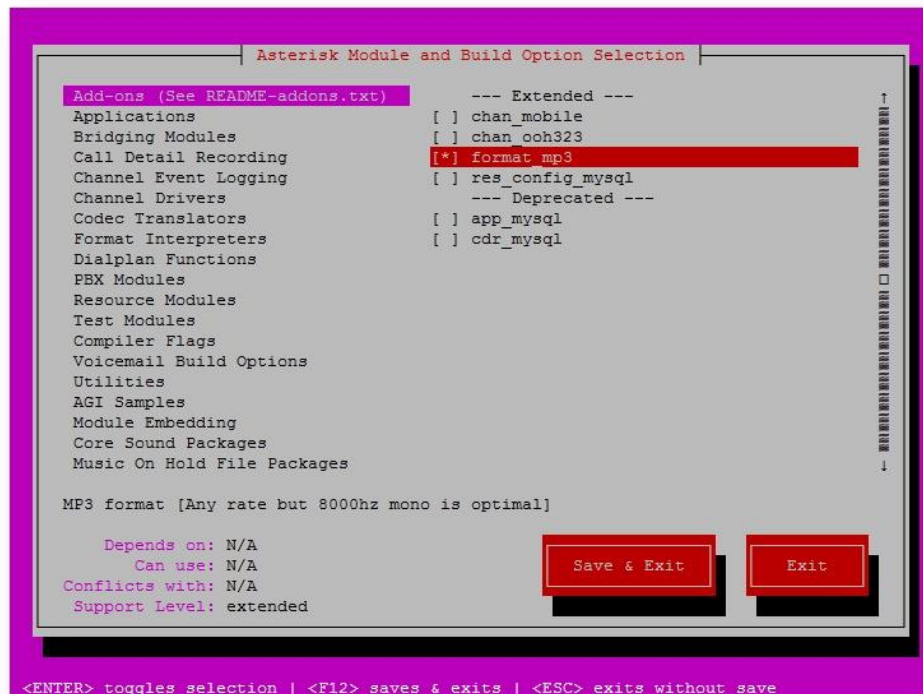 Asterisk Module and Build Option Selection
Add-ons (See README-addons.txt)
Applications
Bridging Modules
Call Detail Recording
Channel Event Logging
Channel Drivers
Codec Translators
Format Interpreters
Dialplan Functions
PBX Modules
Resource Modules
Test Modules
Compiler Flags
Voicemail Build Options
Utilities
AGI Samples
Module Embedding
Core Sound Packages
Music On Hold File Packages
--- Extended ---
[ ] chan_mobile
[ ] chan_ooh323
[*] format_mp3
[ ] res_config_mysql
--- Deprecated ---
[ ] app_mysql
[ ] cdr_mysql
MP3 format [Any rate but 8000hz mono is optimal]
Depends on: N/A
Can use: N/A
Conflicts with: N/A
Support Level: extended
Save & Exit
Exit
<ENTER> toggles selection | <F12> saves & exits | <ESC> exits without save